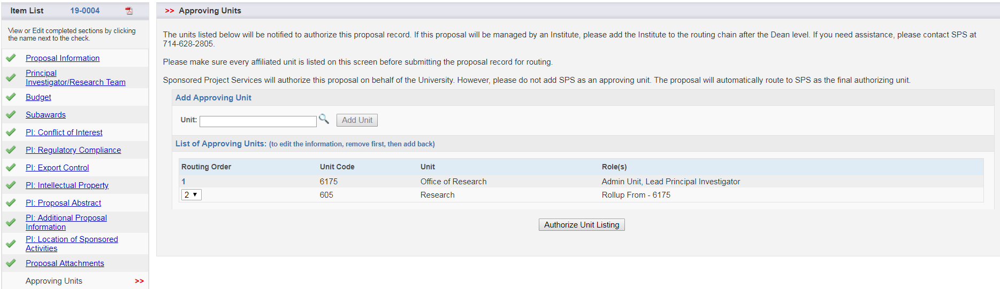 Item List 19-0004
View or Edit completed sections by clicking
the name next to the check.
Proposal Information
Principal
Investigator/Research Team
Budget
Subawards
PI: Conflict of Interest
PI: Regulatory Compliance
PI: Export Control
PI: Intellectual Property
PI: Proposal Abstract
PI: Additional Proposal
Information
PI: Location of Sponsored
Activities
Proposal Attachments
Approving Units >>
>> Approving Units
The units listed below will be notified to authorize this proposal record. If this proposal will be managed by an Institute, please add the Institute to the routing chain after the Dean level. If you need assistance, please contact SPS at
714-628-2805.
Please make sure every affiliated unit is listed on this screen before submitting the proposal record for routing.
Sponsored Project Services will authorize this proposal on behalf of the University. However, please do not add SPS as an approving unit. The proposal will automatically route to SPS as the final authorizing unit.
Add Approving Unit
Unit: Add Unit
List of Approving Units: (to edit the information, remove first, then add back)
Routing Order Unit Code Unit Role(s)
1 6175 Office of Research Admin Unit, Lead Principal Investigator
2 605 Research Rollup From - 6175
Authorize Unit Listing